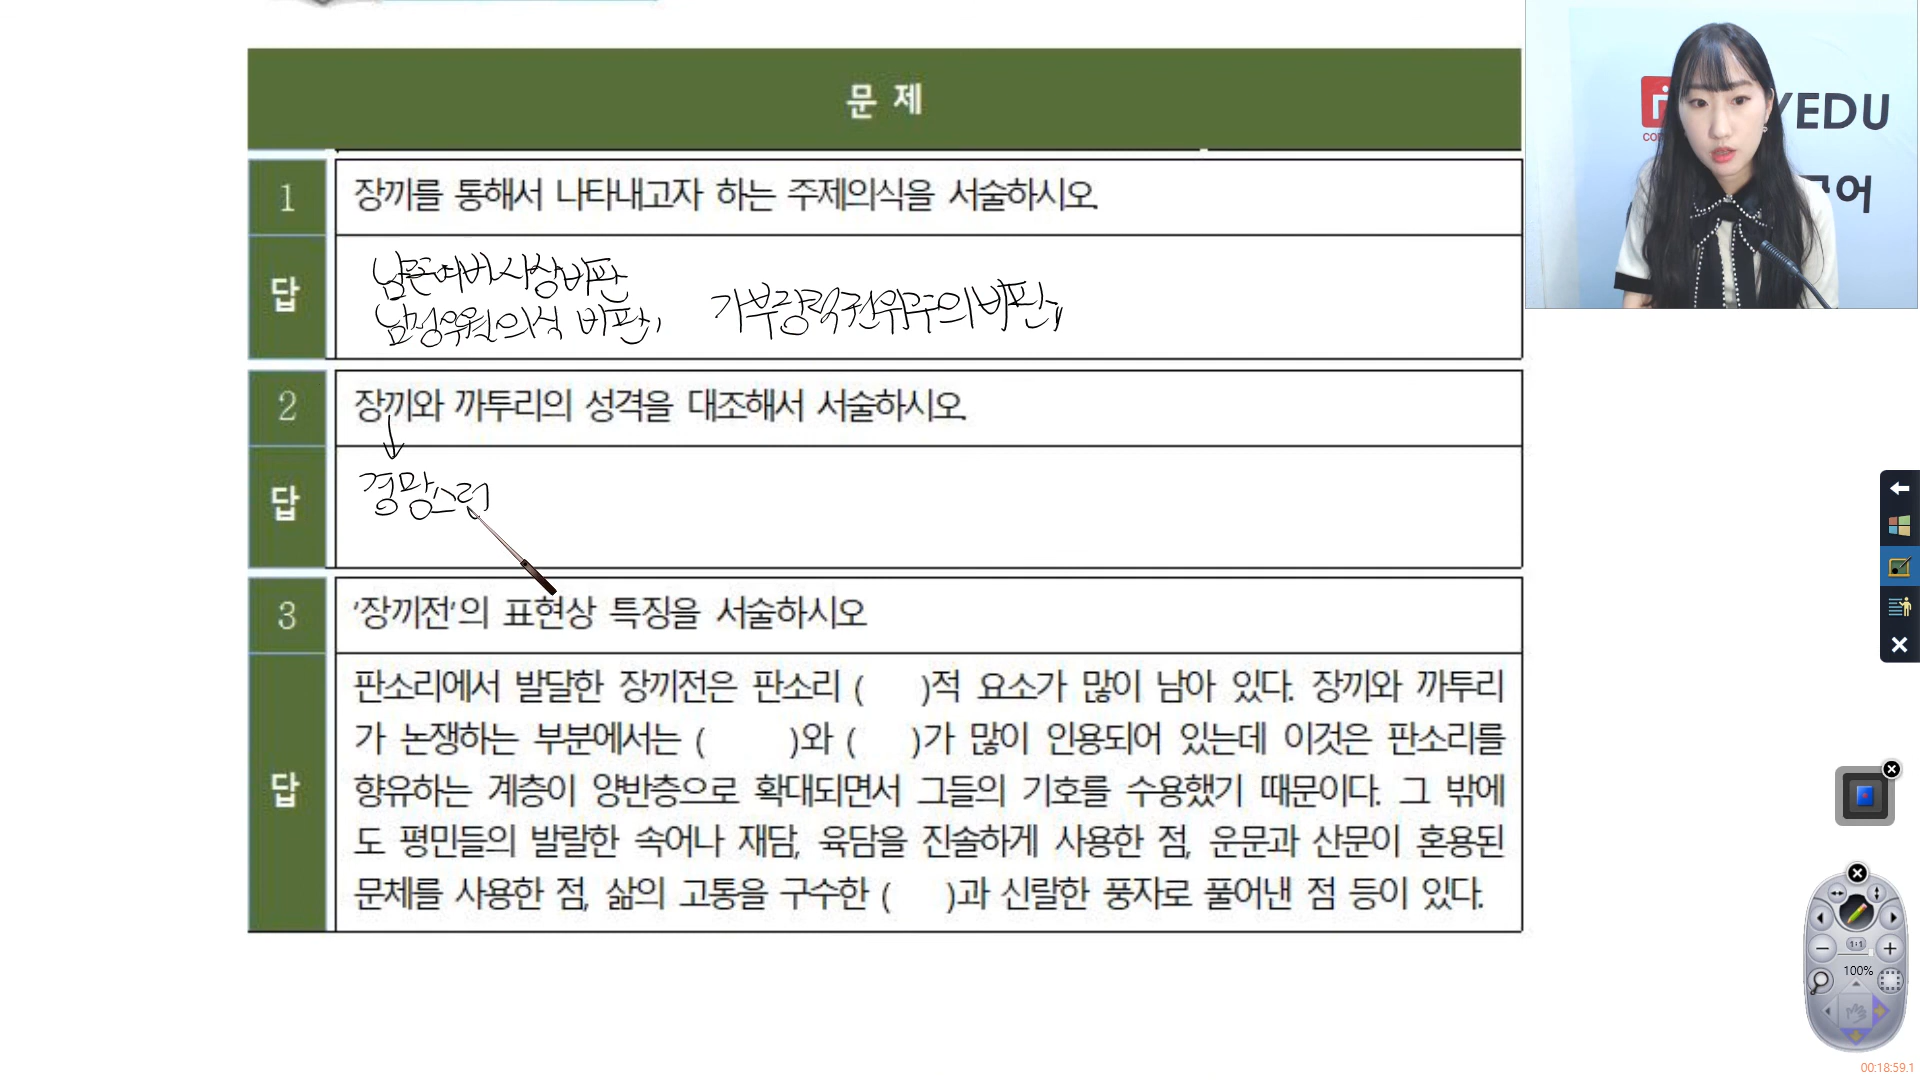 문 제
YEDU
국어
1 장끼를 통해서 나타내고자 하는 주제의식을 서술하시오.
답
남존여비사상비판
남성우월의식 비판, 가부장적권위주의비판
2 장끼와 까투리의 성격을 대조해서 서술하시오.
답
경망스러
3 '장끼전'의 표현상 특징을 서술하시오
답
판소리에서 발달한 장끼전은 판소리 ( )적 요소가 많이 남아 있다. 장끼와 까투리
가 논쟁하는 부분에서는 ( )와 ( )가 많이 인용되어 있는데 이것은 판소리를
향유하는 계층이 양반층으로 확대되면서 그들의 기호를 수용했기 때문이다. 그 밖에
도 평민들의 발랄한 속어나 재담, 육담을 진솔하게 사용한 점, 운문과 산문이 혼용된
문체를 사용한 점, 삶의 고통을 구수한 ( )과 신랄한 풍자로 풀어낸 점 등이 있다.
1:1
100%
00:18:59.1